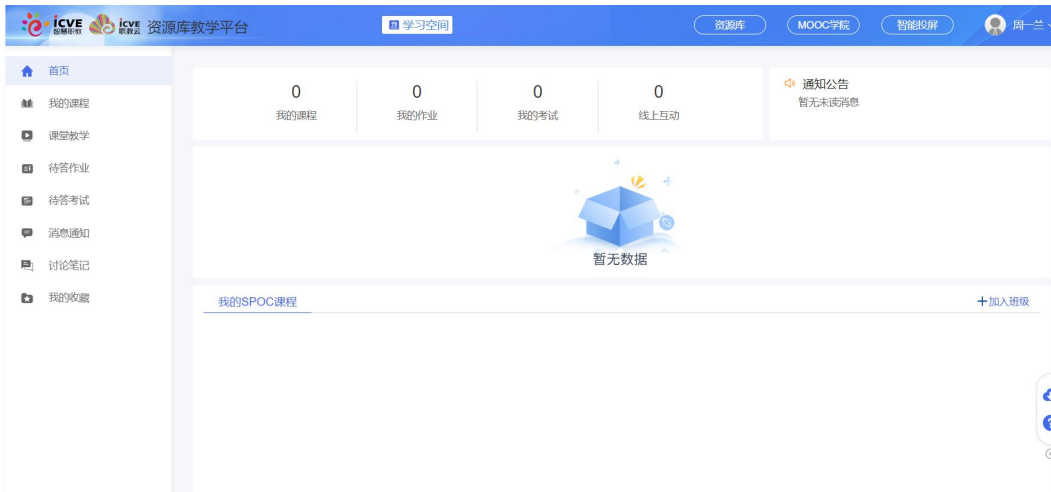 icve 智慧职教 icve 职教云 资源库教学平台
学习空间
资源库
MOOC学院
智能投屏
周一兰
首页
我的课程
课堂教学
待答作业
待答考试
消息通知
讨论笔记
我的收藏
0
我的课程
0
我的作业
0
我的考试
0
线上互动
通知公告
暂无未读消息
暂无数据
我的SPOC课程
+加入班级